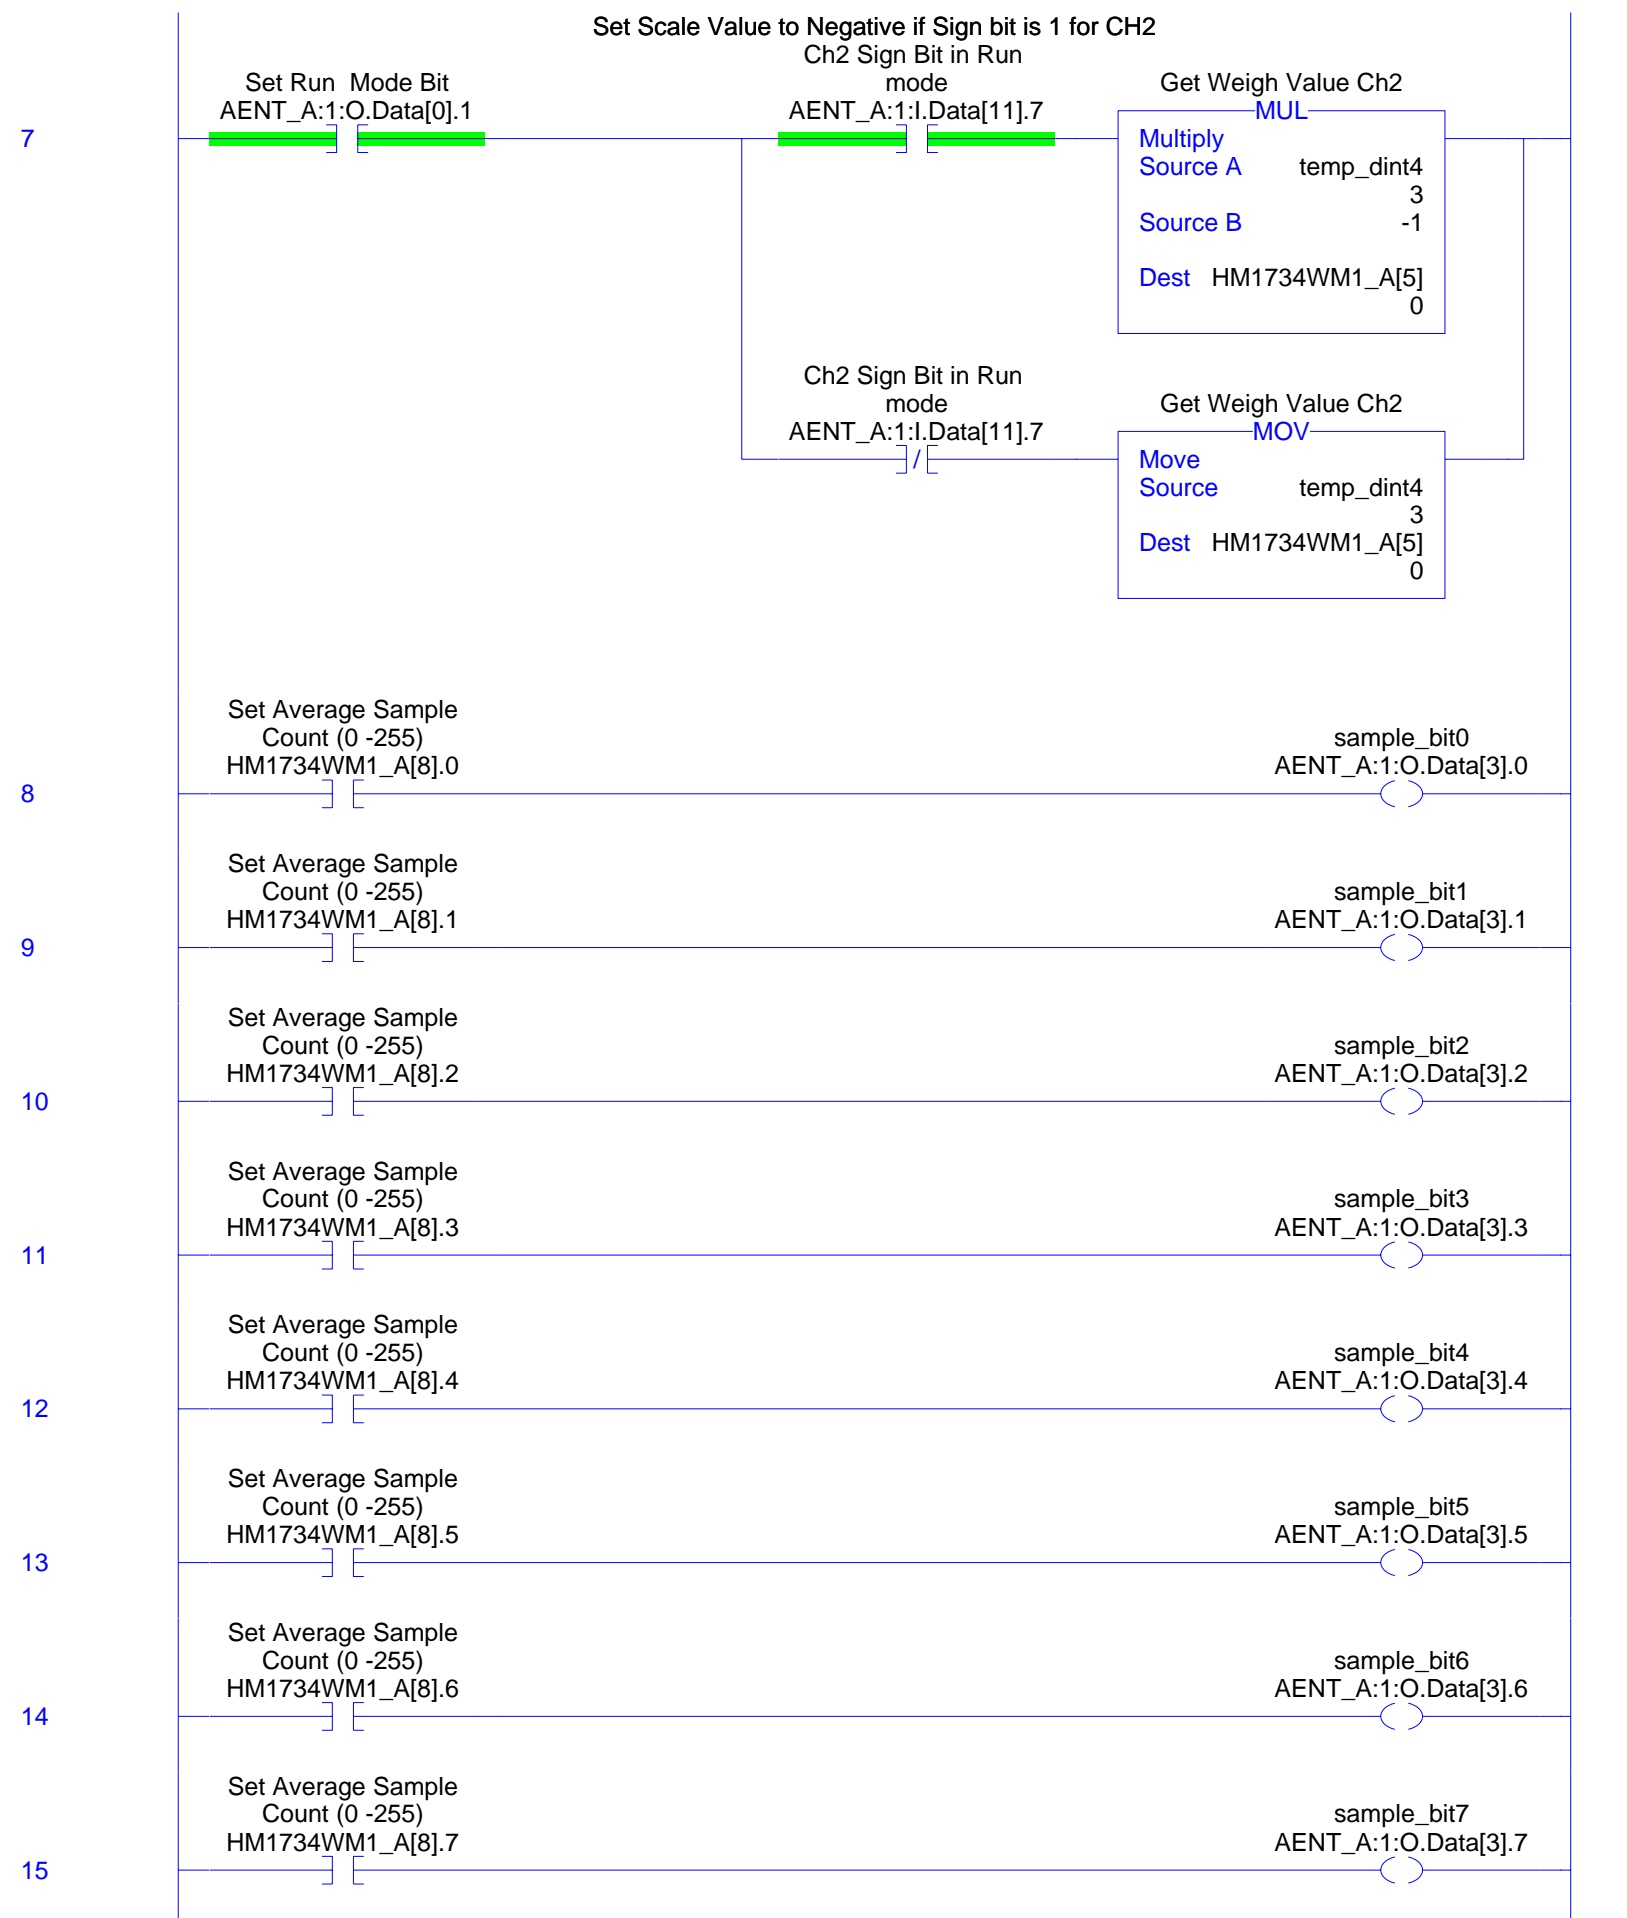 Set Scale Value to Negative if Sign bit is 1 for CH2
Set Run  Mode Bit
AENT_A:1:O.Data[0].1
Ch2 Sign Bit in Run
mode
AENT_A:1:I.Data[11].7
Get Weigh Value Ch2
MUL
Multiply
Source A temp_dint4
3
Source B -1
Dest HM1734WM1_A[5]
0
7
Ch2 Sign Bit in Run
mode
AENT_A:1:I.Data[11].7
/
Get Weigh Value Ch2
MOV
Move
Source temp_dint4
3
Dest HM1734WM1_A[5]
0
Set Average Sample
Count (0 -255)
HM1734WM1_A[8].0
sample_bit0
AENT_A:1:O.Data[3].0
8
Set Average Sample
Count (0 -255)
HM1734WM1_A[8].1
sample_bit1
AENT_A:1:O.Data[3].1
9
Set Average Sample
Count (0 -255)
HM1734WM1_A[8].2
sample_bit2
AENT_A:1:O.Data[3].2
10
Set Average Sample
Count (0 -255)
HM1734WM1_A[8].3
sample_bit3
AENT_A:1:O.Data[3].3
11
Set Average Sample
Count (0 -255)
HM1734WM1_A[8].4
sample_bit4
AENT_A:1:O.Data[3].4
12
Set Average Sample
Count (0 -255)
HM1734WM1_A[8].5
sample_bit5
AENT_A:1:O.Data[3].5
13
Set Average Sample
Count (0 -255)
HM1734WM1_A[8].6
sample_bit6
AENT_A:1:O.Data[3].6
14
Set Average Sample
Count (0 -255)
HM1734WM1_A[8].7
sample_bit7
AENT_A:1:O.Data[3].7
15